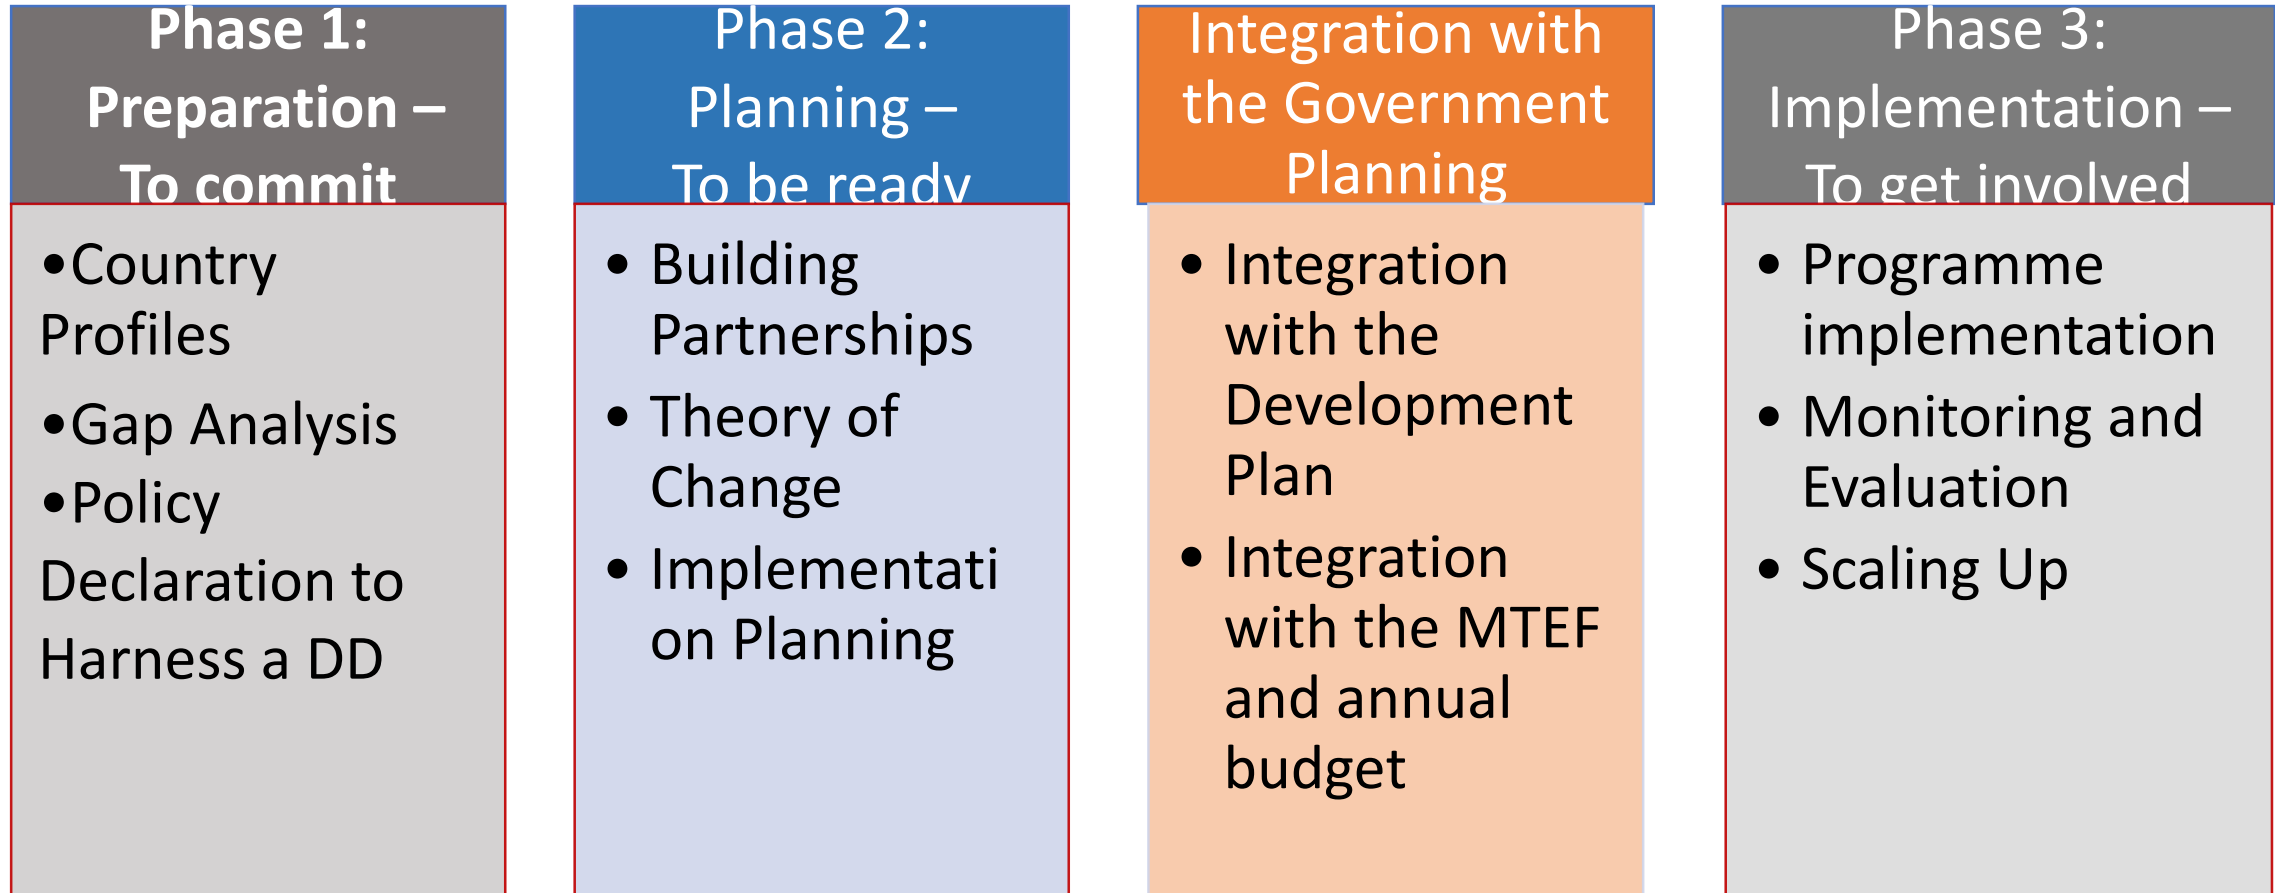 Phase 1:
Preparation –
To commit
•Country
Profiles
•Gap Analysis
•Policy
Declaration to
Harness a DD
Phase 2:
Planning –
To be ready
• Building
Partnerships
• Theory of
Change
• Implementati
on Planning
Integration with
the Government
Planning
• Integration
with the
Development
Plan
• Integration
with the MTEF
and annual
budget
Phase 3:
Implementation –
To get involved
• Programme
implementation
• Monitoring and
Evaluation
• Scaling Up